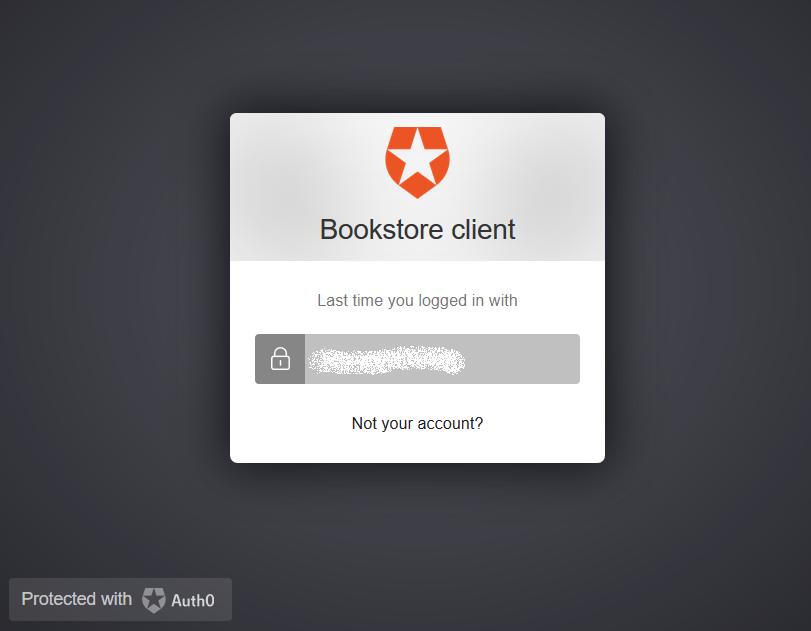 Bookstore client
Last time you logged in with
Not your account?
Protected with Auth0